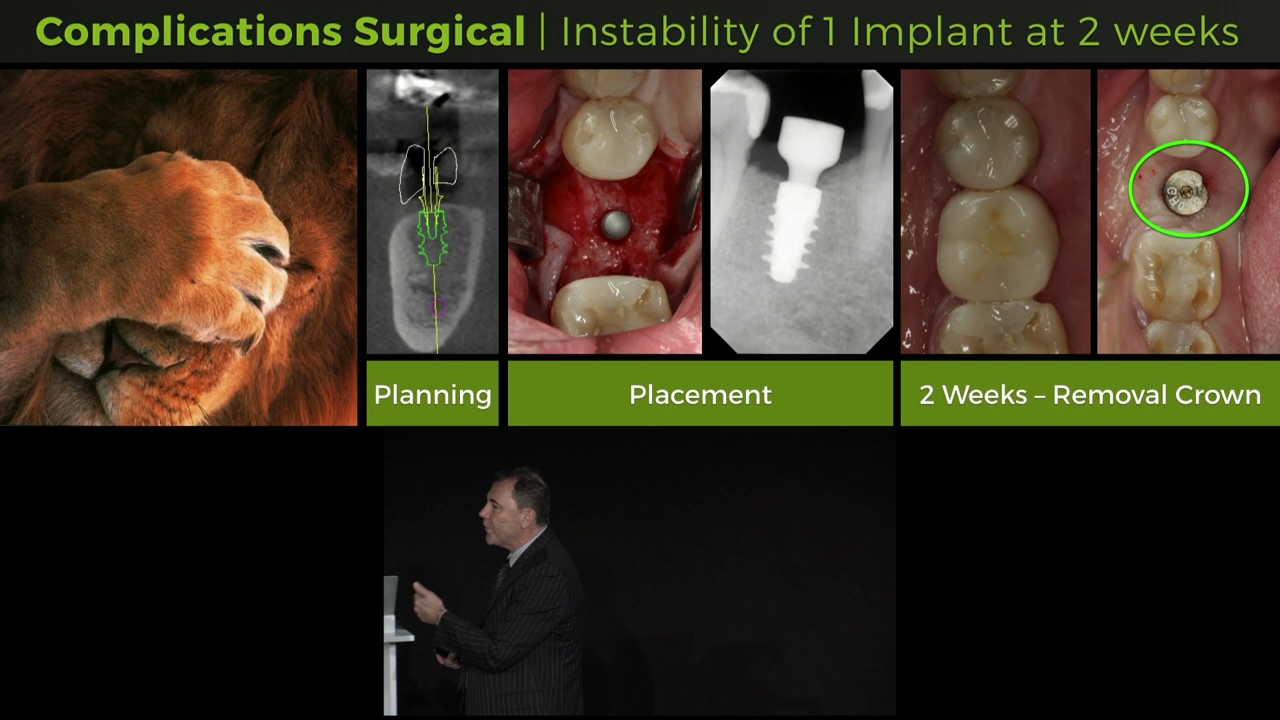 Complications Surgical | Instability of 1 Implant at 2 weeks
Planning
Placement
2 Weeks – Removal Crown